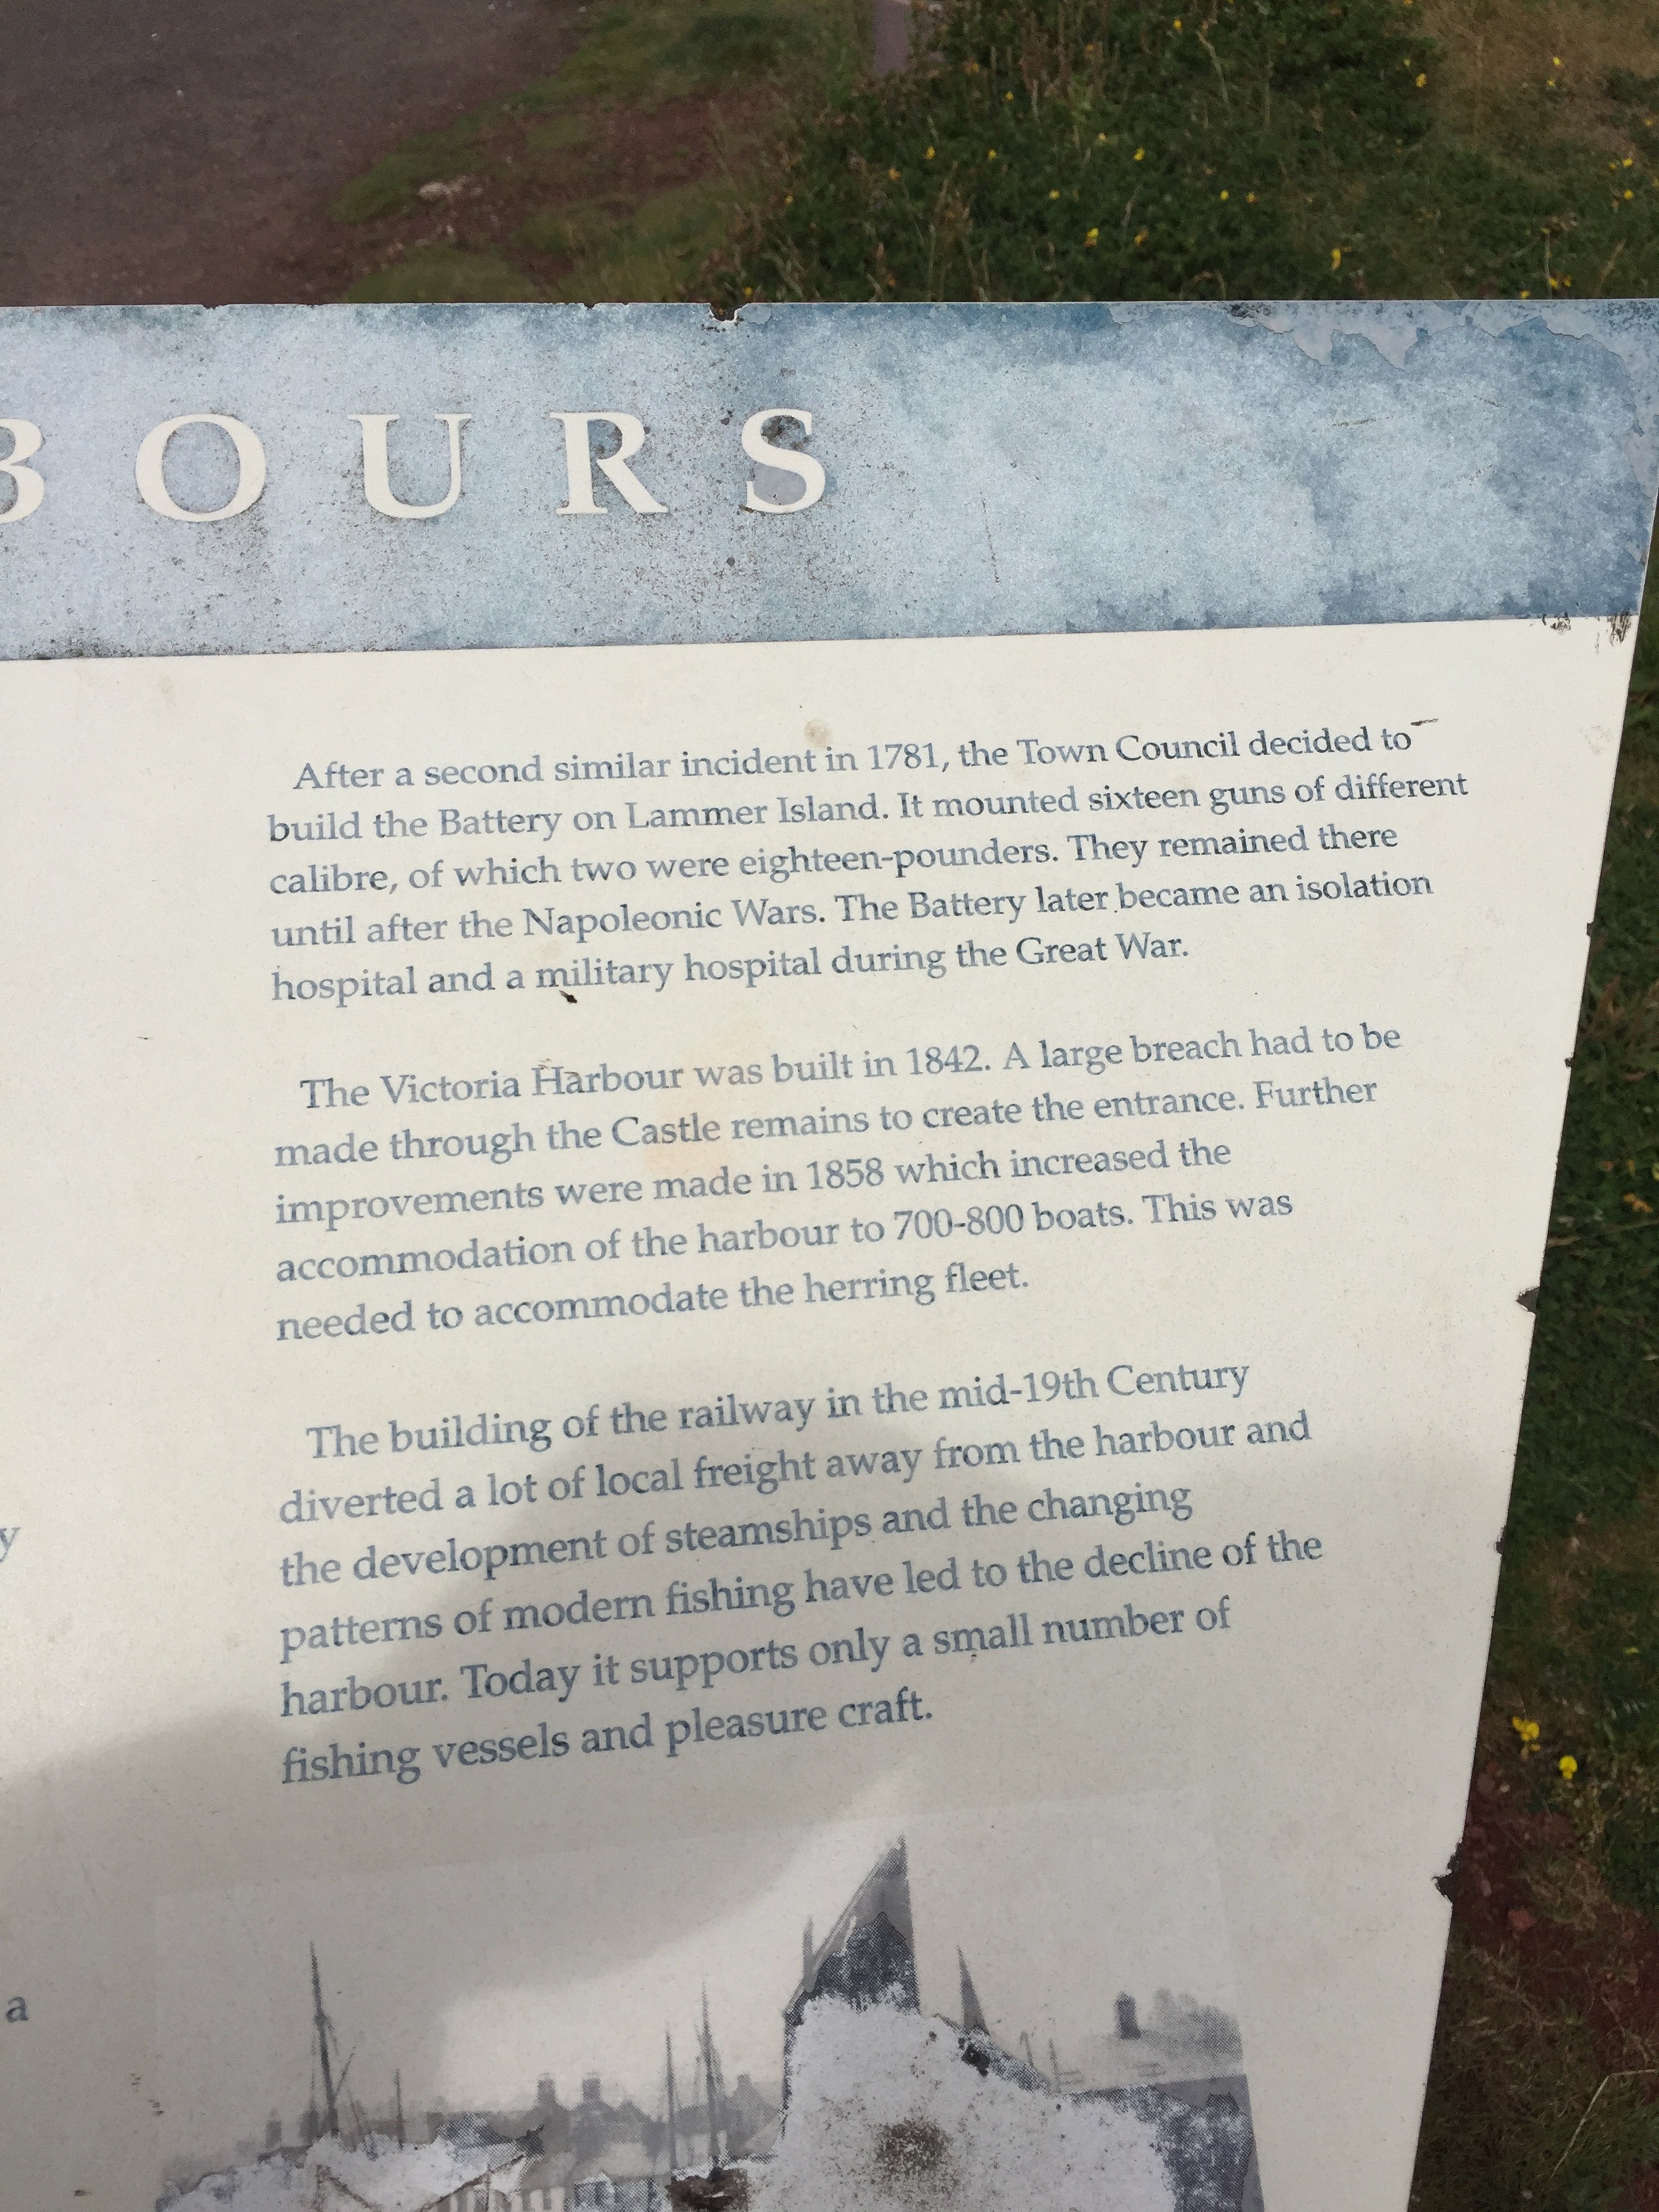 BOURS
After a second similar incident in 1781, the Town Council decided to
build the Battery on Lammer Island. It mounted sixteen guns of different
calibre, of which two were eighteen-pounders. They remained there
until after the Napoleonic Wars. The Battery later became an isolation
hospital and a military hospital during the Great War.
The Victoria Harbour was built in 1842. A large breach had to be
made through the Castle remains to create the entrance. Further
improvements were made in 1858 which increased the
accommodation of the harbour to 700-800 boats. This was
needed to accommodate the herring fleet.
The building of the railway in the mid-19th Century
diverted a lot of local freight away from the harbour and
the development of steamships and the changing
patterns of modern fishing have led to the decline of the
harbour. Today it supports only a small number of
fishing vessels and pleasure craft.
y
a